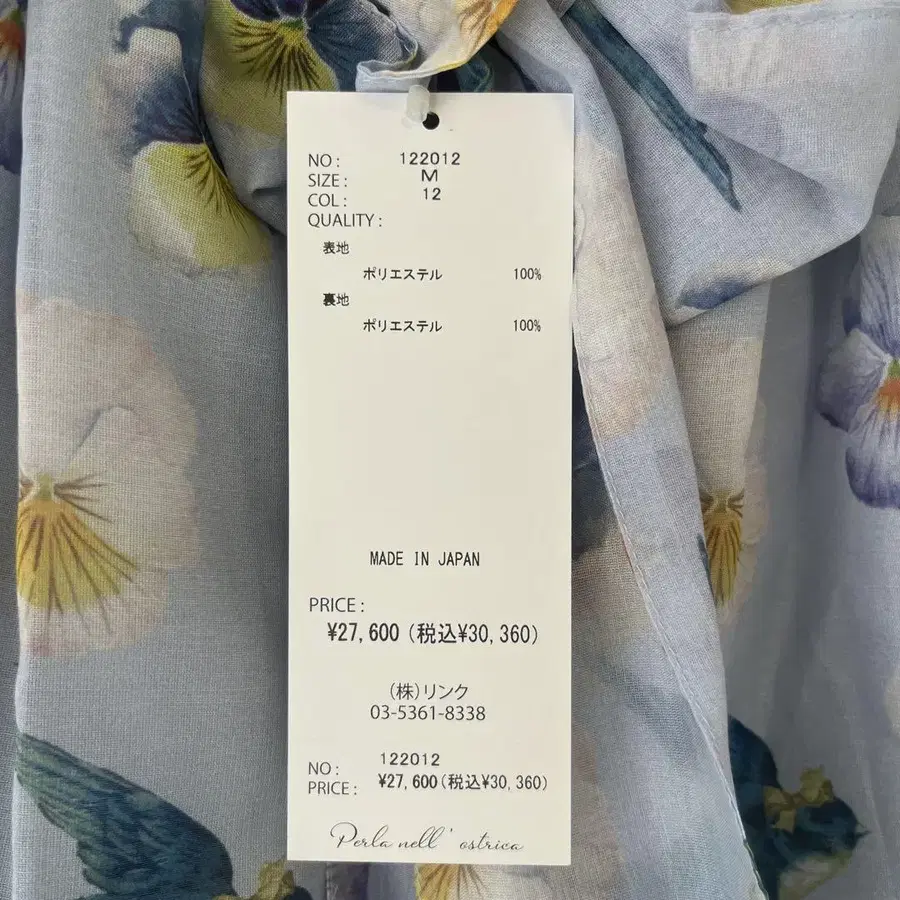 NO : 122012
SIZE : M
COL : 12
QUALITY :
表地
ポリエステル 100%
裏地
ポリエステル 100%
MADE IN JAPAN
PRICE :
¥27,600 (税込¥30,360)
(株)リンク
03-5361-8338
NO : 122012
PRICE : ¥27,600(税込¥30,360)
Perla nell' ostrica